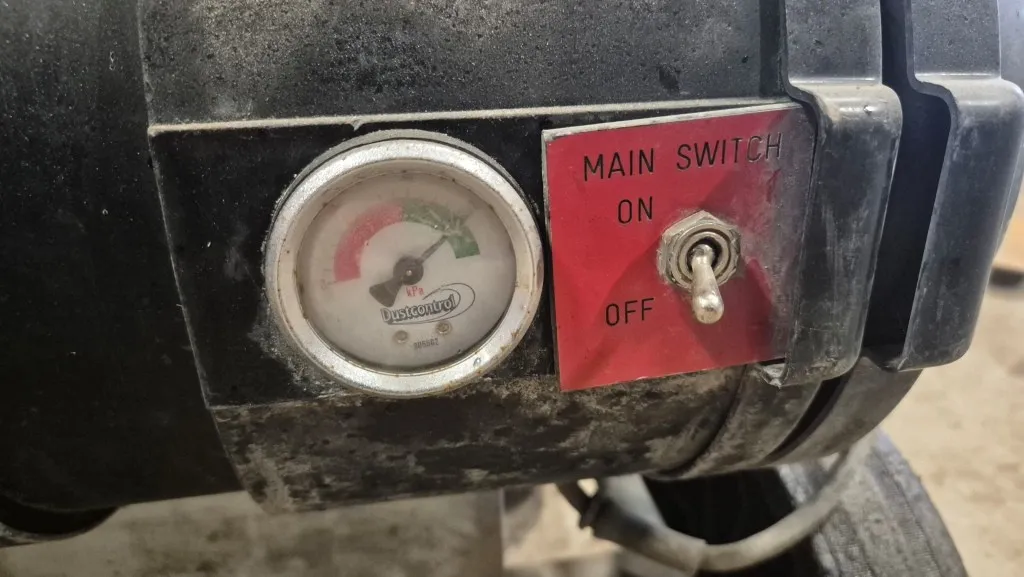 MAIN SWITCH
ON
OFF
kPa
Dustcontrol